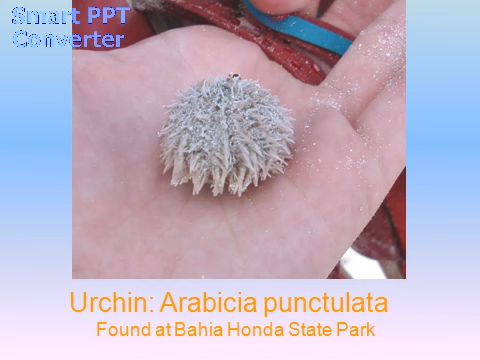 Smart PPT
Converter
Urchin: Arabicia punctulata
Found at Bahia Honda State Park